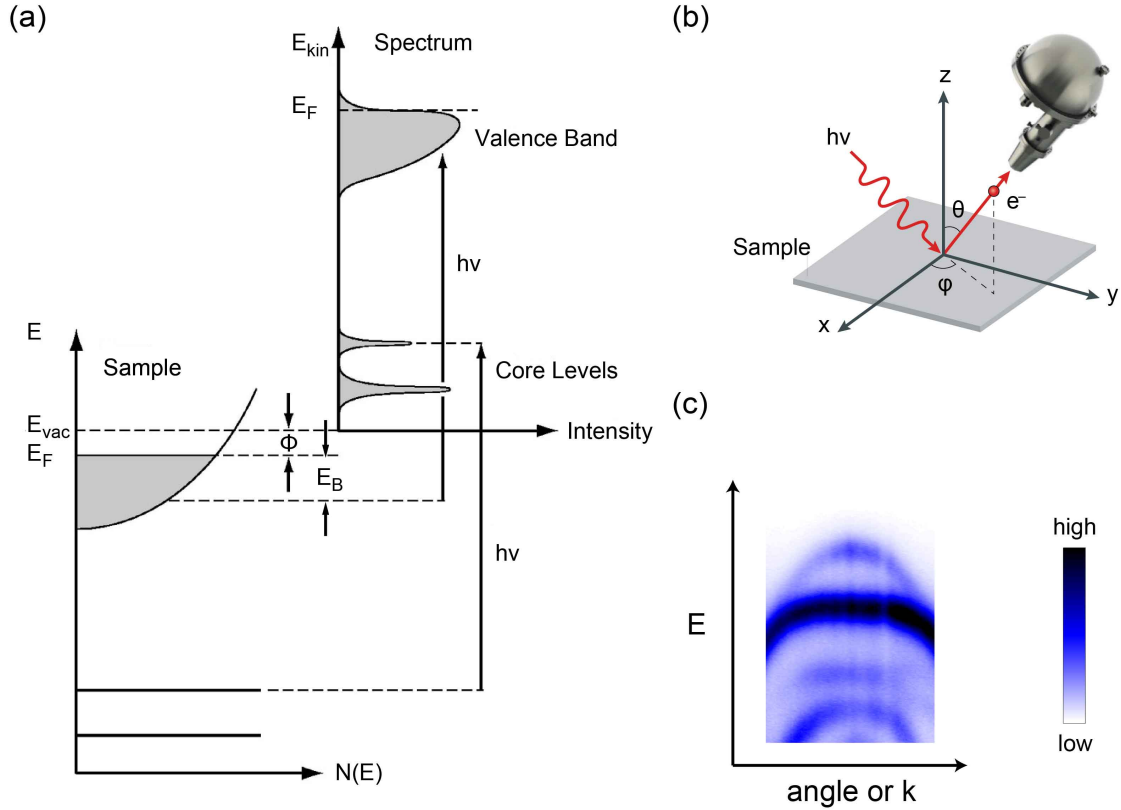 (a)
E_kin
Spectrum
E_F
Valence Band
hν
Core Levels
Intensity
E
Sample
E_vac
E_F
Φ
E_B
hν
N(E)
(b)
z
hν
θ
e⁻
Sample
φ
x
y
(c)
E
angle or k
high
low